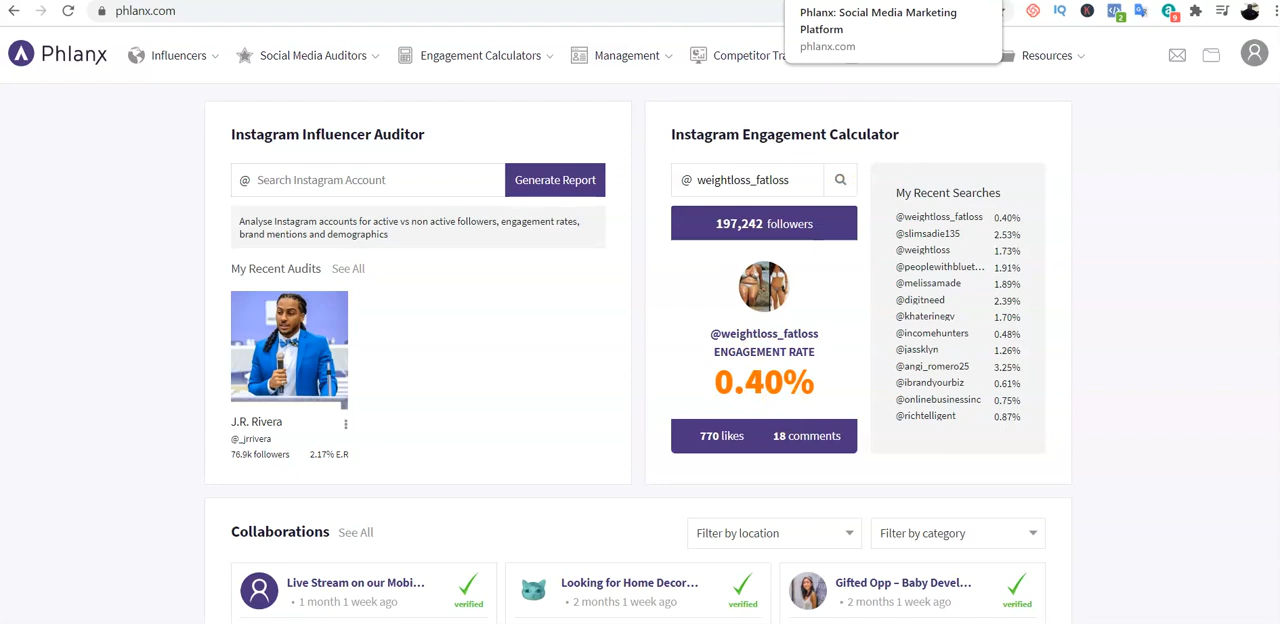 phlanx.com
Phlanx: Social Media Marketing
Platform
phlanx.com
IQ
K
2
a
9
Phlanx
Influencers
Social Media Auditors
Engagement Calculators
Management
Competitor Tra
Resources
Instagram Influencer Auditor
@ Search Instagram Account
Generate Report
Analyse Instagram accounts for active vs non active followers, engagement rates,
brand mentions and demographics
My Recent Audits See All
J.R. Rivera
@_jrrivera
76.9k followers 2.17% E.R
Instagram Engagement Calculator
@ weightloss_fatloss
197,242 followers
@weightloss_fatloss
ENGAGEMENT RATE
0.40%
770 likes 18 comments
My Recent Searches
@weightloss_fatloss 0.40%
@slimsadie135 2.53%
@weightloss 1.73%
@peoplewithbluet... 1.91%
@melissamade 1.89%
@digitneed 2.39%
@khaterinegv 1.70%
@incomehunters 0.48%
@jassklyn 1.26%
@angi_romero25 3.25%
@ibrandyourbiz 0.61%
@onlinebusinessinc 0.75%
@richtelligent 0.87%
Collaborations See All
Filter by location
Filter by category
Live Stream on our Mobi...
• 1 month 1 week ago
verified
Looking for Home Decor...
• 2 months 1 week ago
verified
Gifted Opp – Baby Devel...
• 2 months 1 week ago
verified